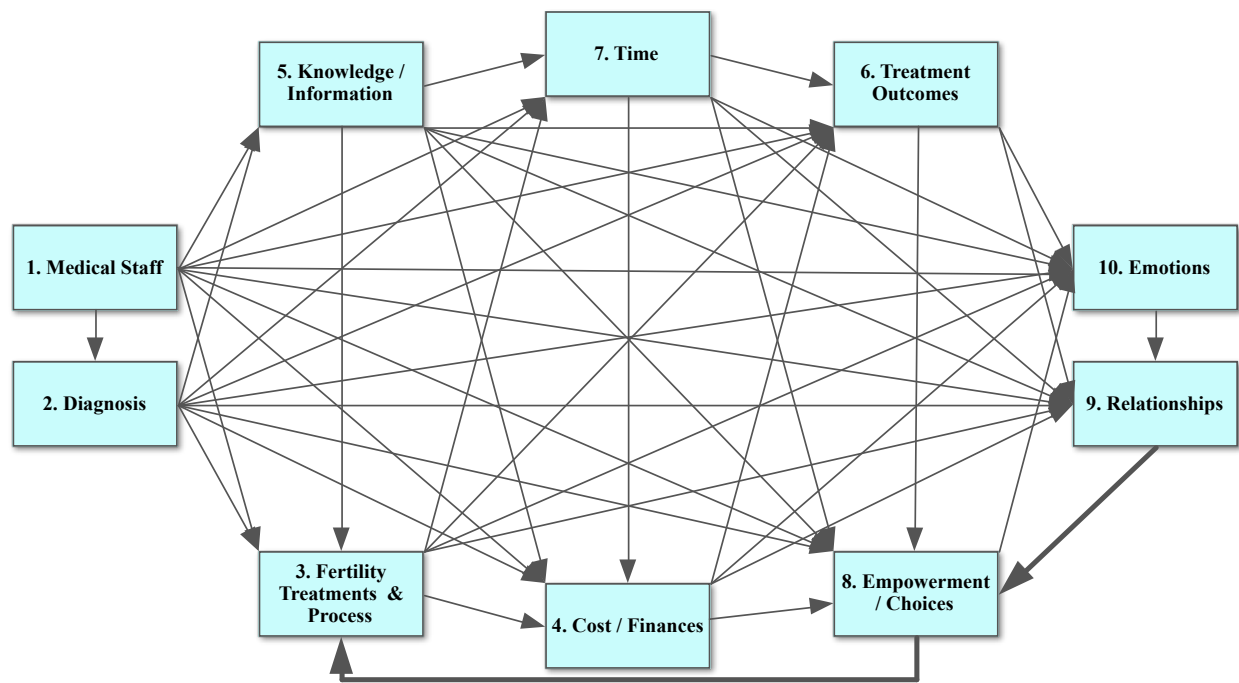 7. Time
5. Knowledge /
Information
6. Treatment
Outcomes
1. Medical Staff
10. Emotions
2. Diagnosis
9. Relationships
3. Fertility
Treatments &
Process
4. Cost / Finances
8. Empowerment
/ Choices